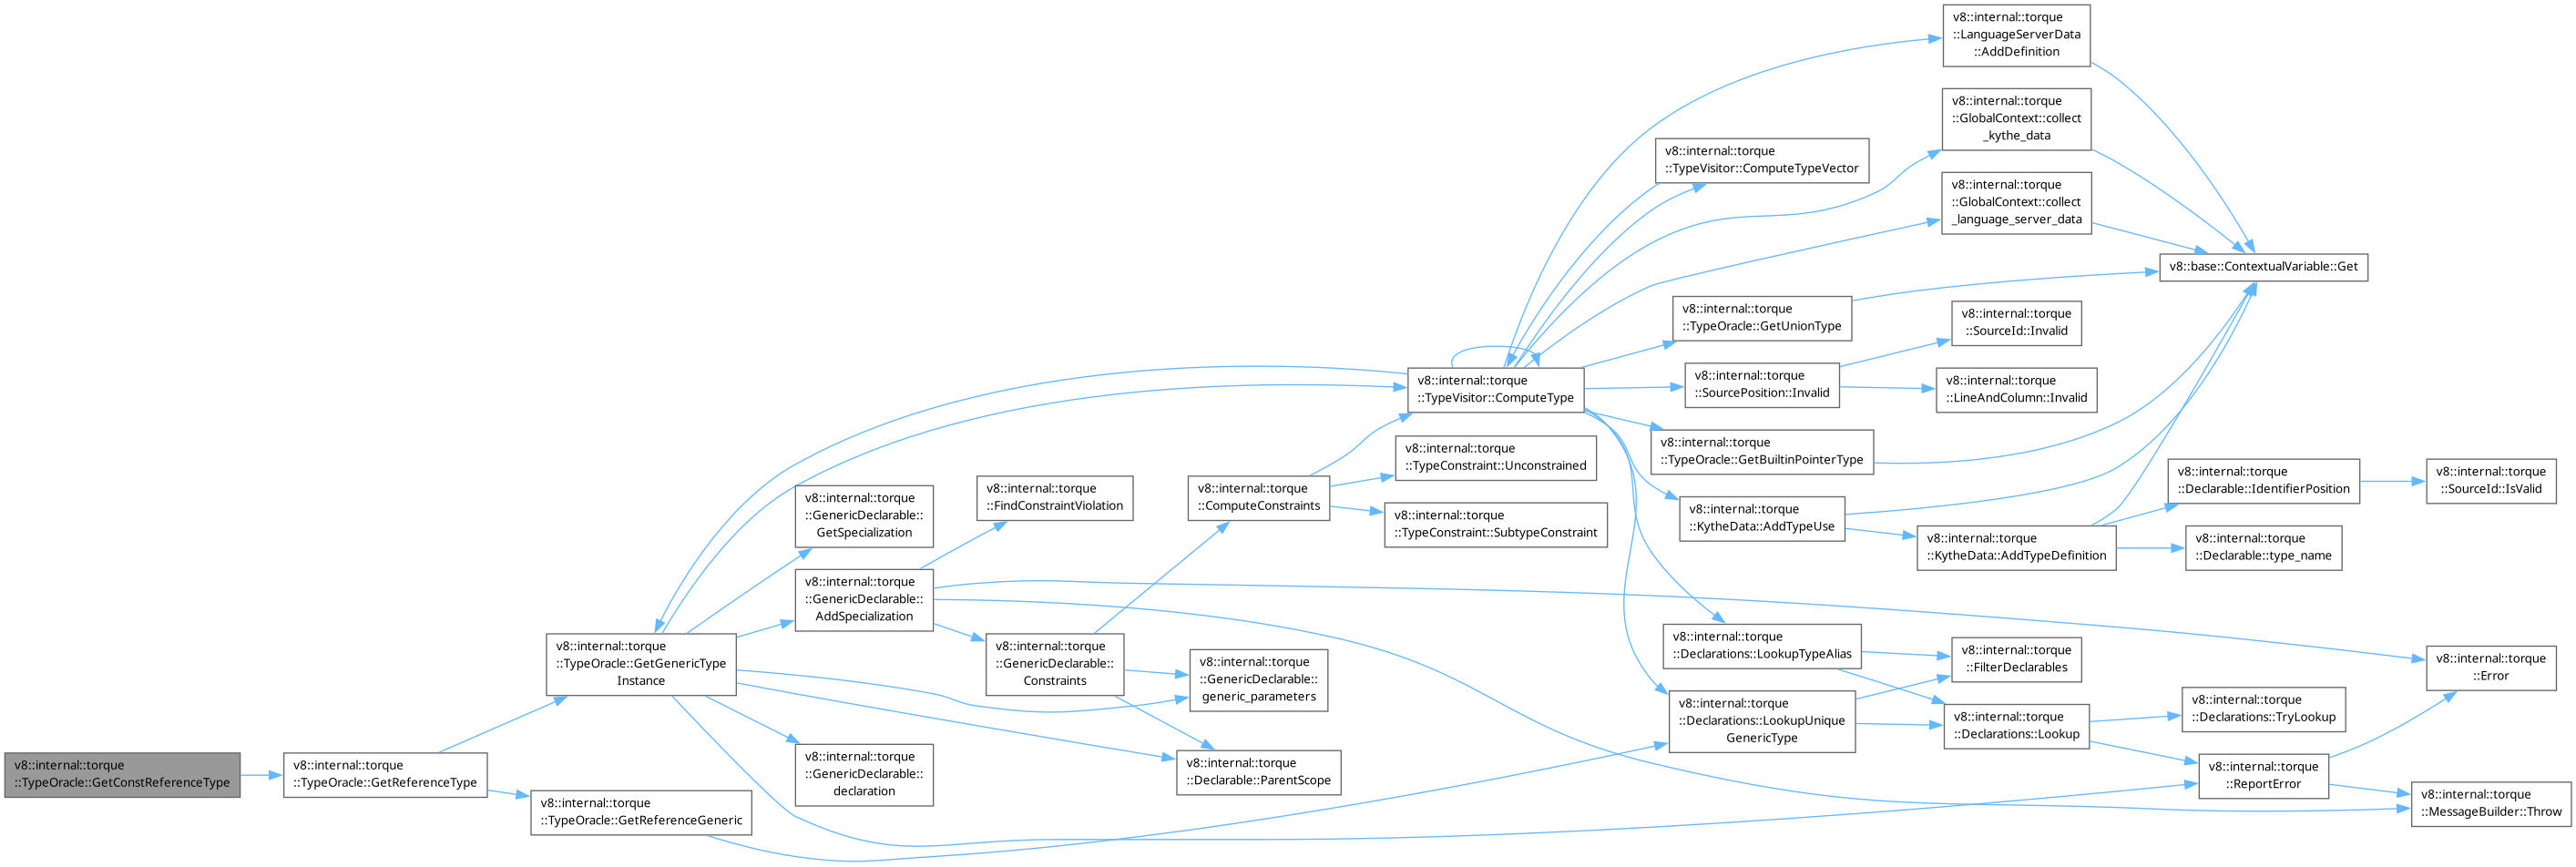 v8::internal::torque
::TypeOracle::GetConstReferenceType
v8::internal::torque
::TypeOracle::GetReferenceType
v8::internal::torque
::TypeOracle::GetGenericType
Instance
v8::internal::torque
::TypeOracle::GetReferenceGeneric
v8::internal::torque
::GenericDeclarable::
GetSpecialization
v8::internal::torque
::GenericDeclarable::
AddSpecialization
v8::internal::torque
::GenericDeclarable::
declaration
v8::internal::torque
::FindConstraintViolation
v8::internal::torque
::GenericDeclarable::
Constraints
v8::internal::torque
::ComputeConstraints
v8::internal::torque
::GenericDeclarable::
generic_parameters
v8::internal::torque
::Declarable::ParentScope
v8::internal::torque
::TypeVisitor::ComputeType
v8::internal::torque
::TypeConstraint::Unconstrained
v8::internal::torque
::TypeConstraint::SubtypeConstraint
v8::internal::torque
::TypeVisitor::ComputeTypeVector
v8::internal::torque
::TypeOracle::GetUnionType
v8::internal::torque
::SourcePosition::Invalid
v8::internal::torque
::TypeOracle::GetBuiltinPointerType
v8::internal::torque
::KytheData::AddTypeUse
v8::internal::torque
::Declarations::LookupTypeAlias
v8::internal::torque
::Declarations::LookupUnique
GenericType
v8::internal::torque
::LanguageServerData
::AddDefinition
v8::internal::torque
::GlobalContext::collect
_kythe_data
v8::internal::torque
::GlobalContext::collect
_language_server_data
v8::internal::torque
::SourceId::Invalid
v8::internal::torque
::LineAndColumn::Invalid
v8::internal::torque
::KytheData::AddTypeDefinition
v8::internal::torque
::FilterDeclarables
v8::internal::torque
::Declarations::Lookup
v8::base::ContextualVariable::Get
v8::internal::torque
::Declarable::IdentifierPosition
v8::internal::torque
::Declarable::type_name
v8::internal::torque
::Declarations::TryLookup
v8::internal::torque
::ReportError
v8::internal::torque
::SourceId::IsValid
v8::internal::torque
::Error
v8::internal::torque
::MessageBuilder::Throw